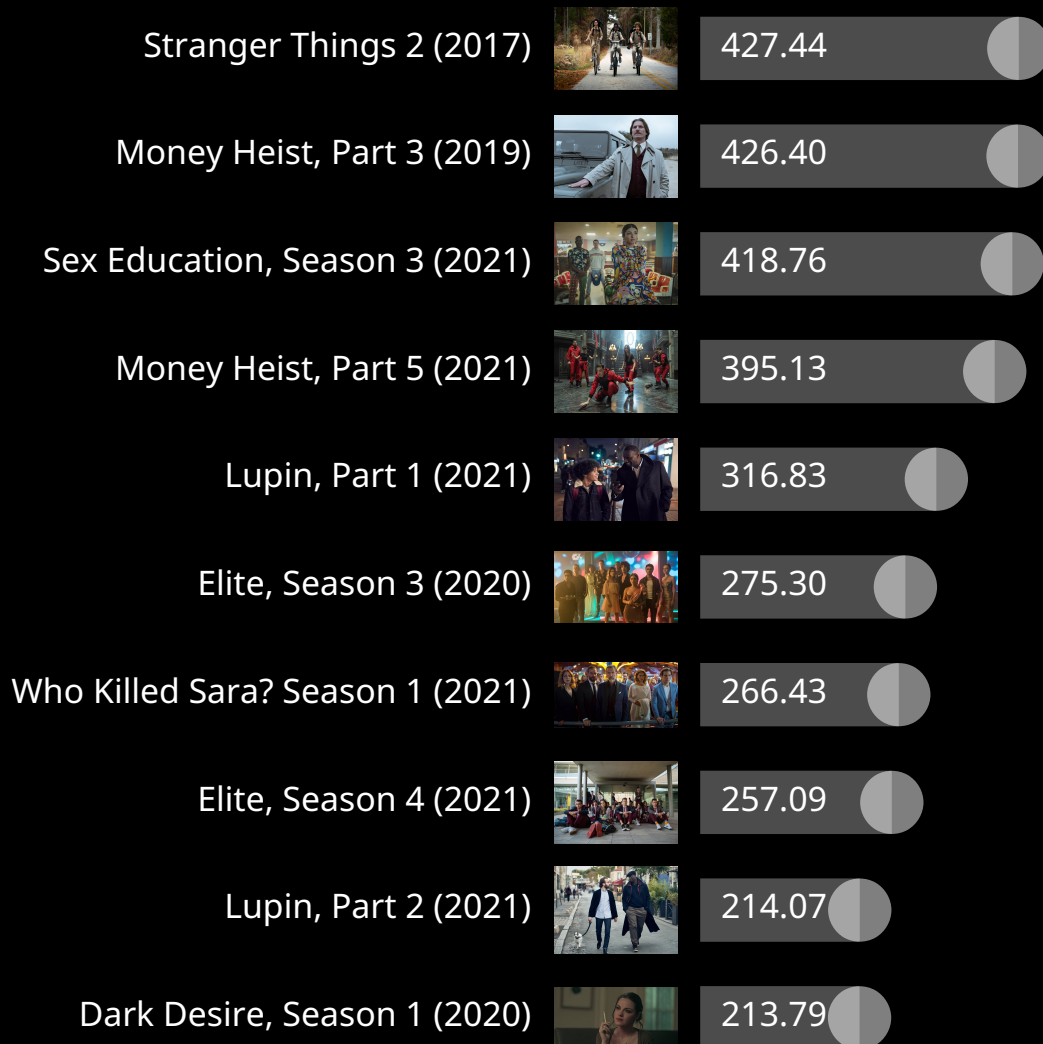 Stranger Things 2 (2017) 427.44
Money Heist, Part 3 (2019) 426.40
Sex Education, Season 3 (2021) 418.76
Money Heist, Part 5 (2021) 395.13
Lupin, Part 1 (2021) 316.83
Elite, Season 3 (2020) 275.30
Who Killed Sara? Season 1 (2021) 266.43
Elite, Season 4 (2021) 257.09
Lupin, Part 2 (2021) 214.07
Dark Desire, Season 1 (2020) 213.79